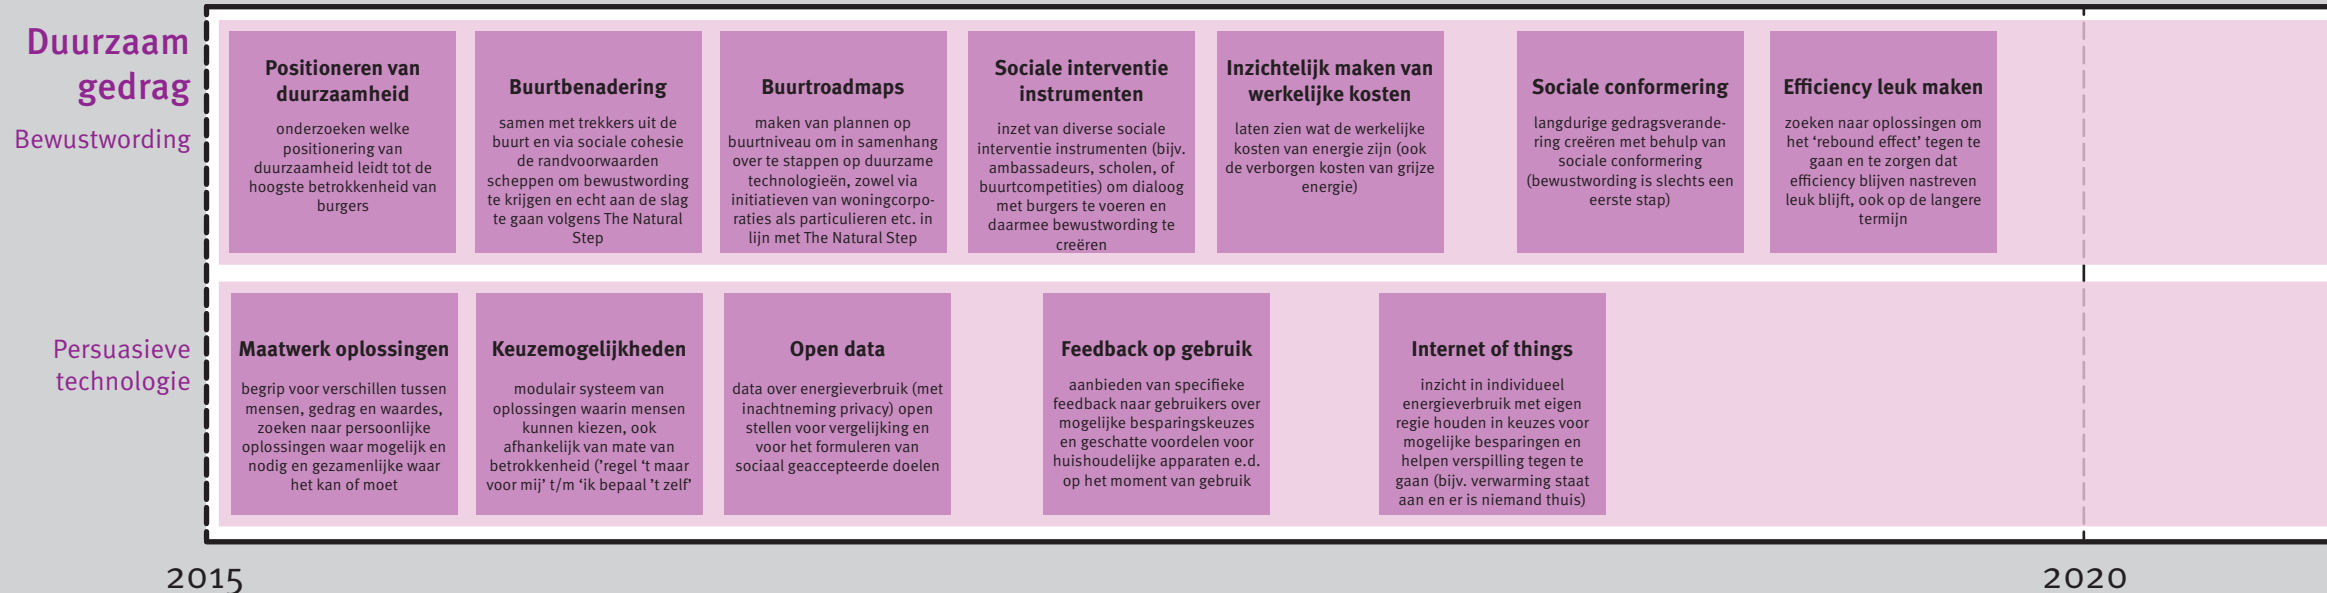 Duurzaam
gedrag
Bewustwording
Positioneren van
duurzaamheid
onderzoeken welke
positionering van
duurzaamheid leidt tot de
hoogste betrokkenheid van
burgers
Buurtbenadering
samen met trekkers uit de
buurt en via sociale cohesie
de randvoorwaarden
scheppen om bewustwording
te krijgen en echt aan de slag
te gaan volgens The Natural
Step
Buurtroadmaps
maken van plannen op
buurtniveau om in samenhang
over te stappen op duurzame
technologieën, zowel via
initiatieven van woningcorpo-
raties als particulieren etc. in
lijn met The Natural Step
Sociale interventie
instrumenten
inzet van diverse sociale
interventie instrumenten (bijv.
ambassadeurs, scholen, of
buurtcompetities) om dialoog
met burgers te voeren en
daarmee bewustwording te
creëren
Inzichtelijk maken van
werkelijke kosten
laten zien wat de werkelijke
kosten van energie zijn (ook
de verborgen kosten van grijze
energie)
Sociale conformering
langdurige gedragsverande-
ring creëren met behulp van
sociale conformering
(bewustwording is slechts een
eerste stap)
Efficiency leuk maken
zoeken naar oplossingen om
het ‘rebound effect’ tegen te
gaan en te zorgen dat
efficiency blijven nastreven
leuk blijft, ook op de langere
termijn
Persuasieve
technologie
Maatwerk oplossingen
begrip voor verschillen tussen
mensen, gedrag en waardes,
zoeken naar persoonlijke
oplossingen waar mogelijk en
nodig en gezamenlijke waar
het kan of moet
Keuzemogelijkheden
modulair systeem van
oplossingen waarin mensen
kunnen kiezen, ook
afhankelijk van mate van
betrokkenheid (’regel ‘t maar
voor mij’ t/m ‘ik bepaal ’t zelf’
Open data
data over energieverbruik (met
inachtneming privacy) open
stellen voor vergelijking en
voor het formuleren van
sociaal geaccepteerde doelen
Feedback op gebruik
aanbieden van specifieke
feedback naar gebruikers over
mogelijke besparingskeuzes
en geschatte voordelen voor
huishoudelijke apparaten e.d.
op het moment van gebruik
Internet of things
inzicht in individueel
energieverbruik met eigen
regie houden in keuzes voor
mogelijke besparingen en
helpen verspilling tegen te
gaan (bijv. verwarming staat
aan en er is niemand thuis)
2015
2020